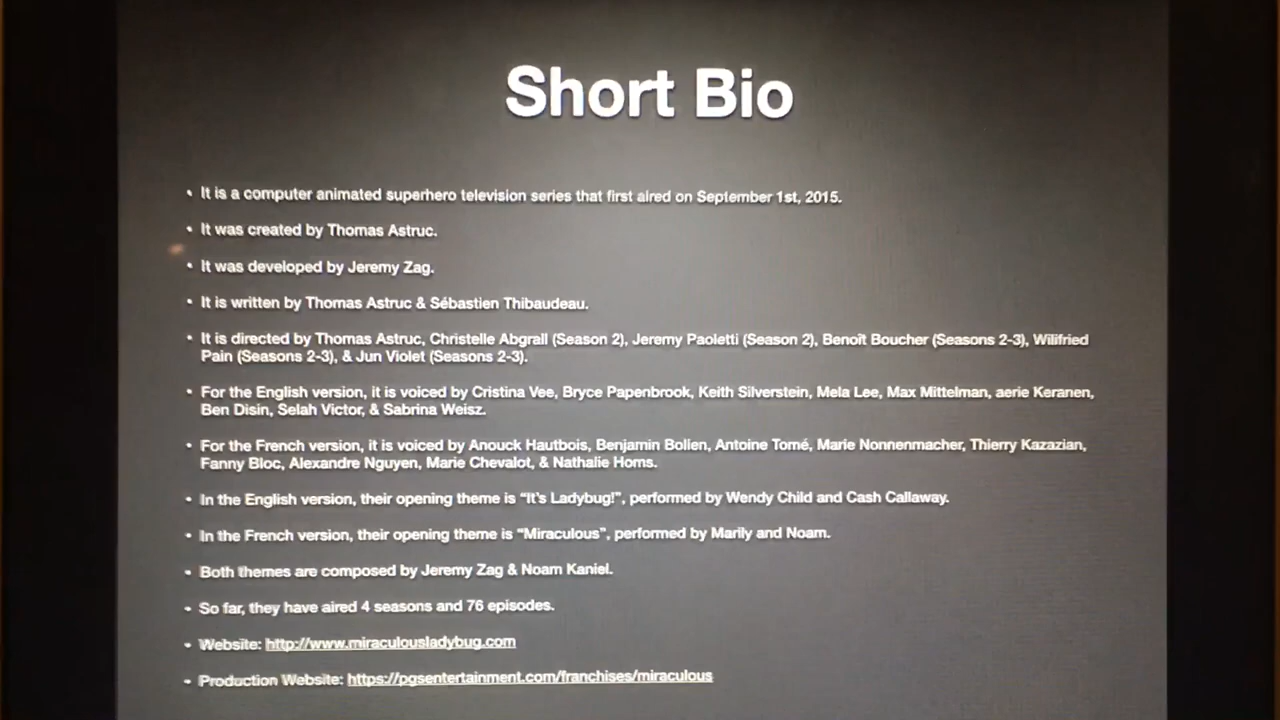 Short Bio
• It is a computer animated superhero television series that first aired on September 1st, 2015.
• It was created by Thomas Astruc.
• It was developed by Jeremy Zag.
• It is written by Thomas Astruc & Sébastien Thibaudeau.
• It is directed by Thomas Astruc, Christelle Abgrall (Season 2), Jeremy Paoletti (Season 2), Benoît Boucher (Seasons 2-3), Wilifried
Pain (Seasons 2-3), & Jun Violet (Seasons 2-3).
• For the English version, it is voiced by Cristina Vee, Bryce Papenbrook, Keith Silverstein, Mela Lee, Max Mittelman, aerie Keranen,
Ben Disin, Selah Victor, & Sabrina Weisz.
• For the French version, it is voiced by Anouck Hautbois, Benjamin Bollen, Antoine Tomé, Marie Nonnenmacher, Thierry Kazazian,
Fanny Bloc, Alexandre Nguyen, Marie Chevalot, & Nathalie Homs.
• In the English version, their opening theme is “It’s Ladybug!”, performed by Wendy Child and Cash Callaway.
• In the French version, their opening theme is “Miraculous”, performed by Marily and Noam.
• Both themes are composed by Jeremy Zag & Noam Kaniel.
• So far, they have aired 4 seasons and 76 episodes.
• Website: http://www.miraculousladybug.com
• Production Website: https://pgsentertainment.com/franchises/miraculous